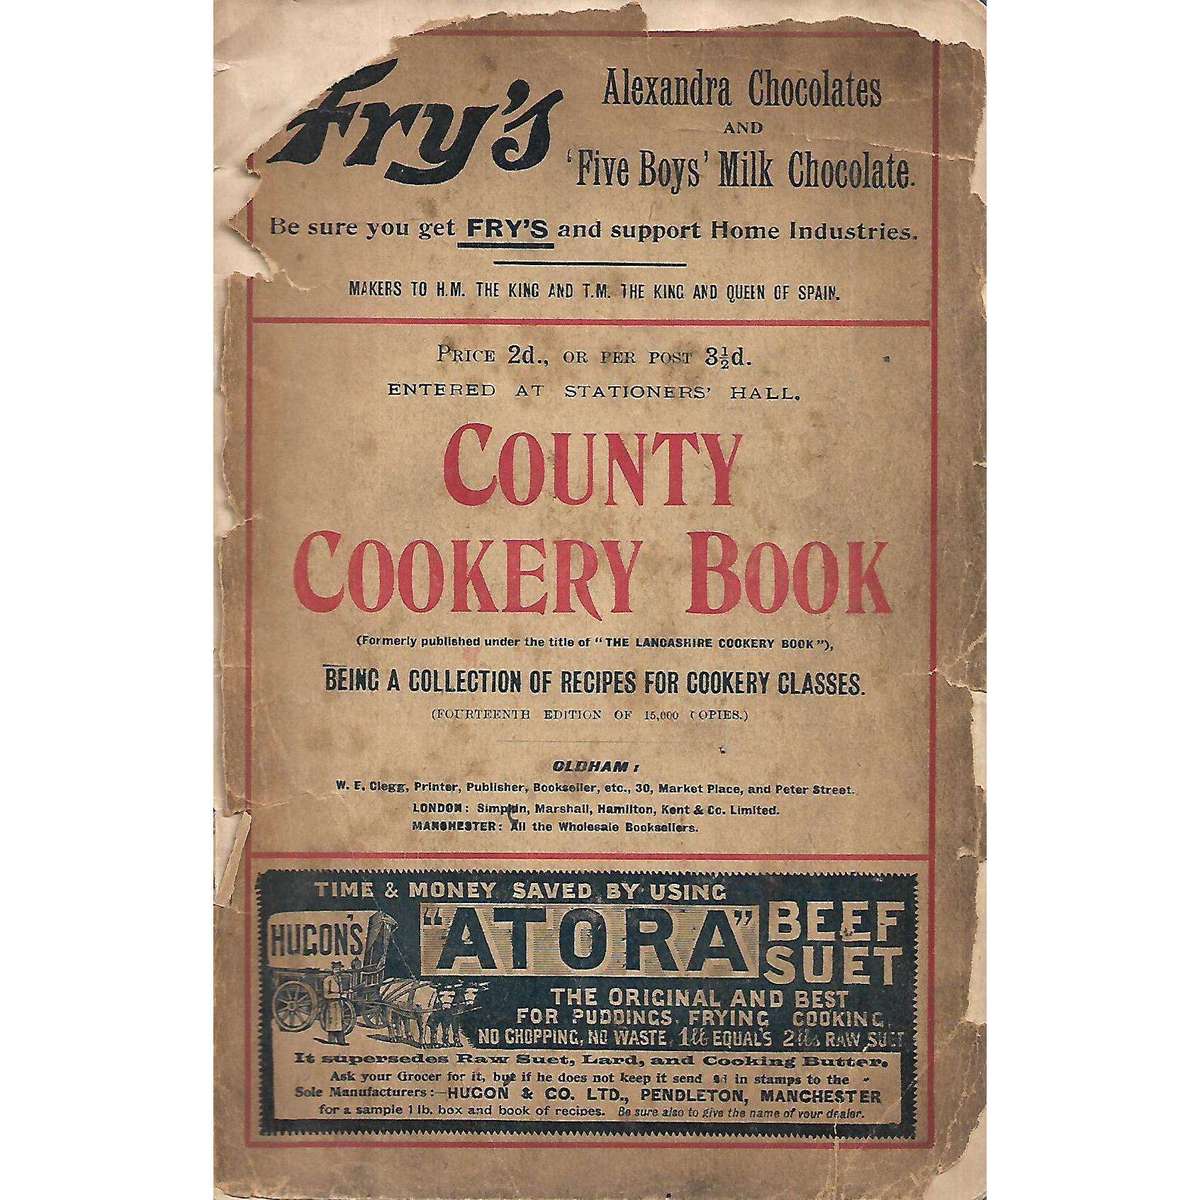 Fry's
Alexandra Chocolates
AND
'Five Boys' Milk Chocolate.
Be sure you get FRY'S and support Home Industries.
MAKERS TO H.M. THE KING AND T.M. THE KING AND QUEEN OF SPAIN.
PRICE 2d., OR PER POST 3½d.
ENTERED AT STATIONERS' HALL.
COUNTY
COOKERY BOOK
(Formerly published under the title of "THE LANCASHIRE COOKERY BOOK"),
BEING A COLLECTION OF RECIPES FOR COOKERY CLASSES.
(FOURTEENTH EDITION OF 15,000 COPIES.)
OLDHAM:
W. E. Clegg, Printer, Publisher, Bookseller, etc., 30, Market Place, and Peter Street.
LONDON: Simpkin, Marshall, Hamilton, Kent & Co. Limited.
MANCHESTER: All the Wholesale Booksellers.
TIME & MONEY SAVED BY USING
HUGON'S
"ATORA"
BEEF
SUET
THE ORIGINAL AND BEST
FOR PUDDINGS, FRYING COOKING
NO CHOPPING, NO WASTE, 1lb EQUALS 2lbs RAW SUET
It supersedes Raw Suet, Lard, and Cooking Butter.
Ask your Grocer for it, but if he does not keep it send in stamps to the
Sole Manufacturers:—HUGON & CO. LTD., PENDLETON, MANCHESTER
for a sample 1 lb. box and book of recipes. Be sure also to give the name of your dealer.